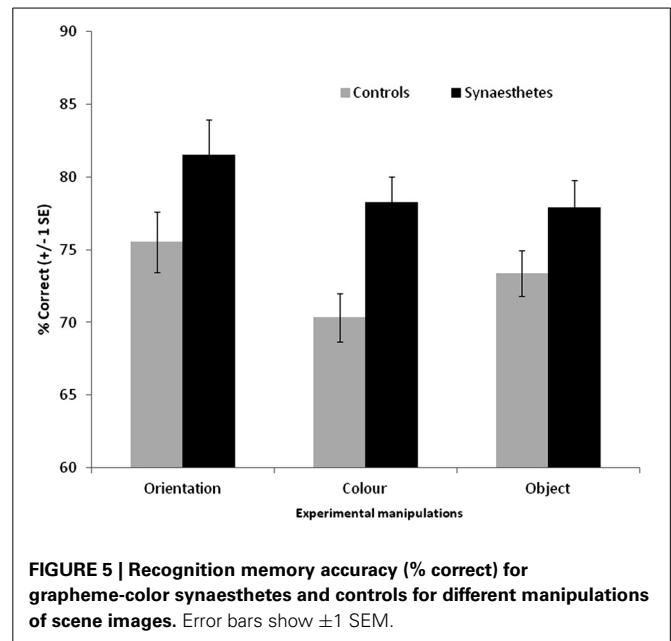 90
85
80
75
70
65
60
% Correct (+/- 1 SE)
Controls
Synaesthetes
Orientation
Colour
Object
Experimental manipulations
FIGURE 5 | Recognition memory accuracy (% correct) for
grapheme-color synaesthetes and controls for different manipulations
of scene images. Error bars show ±1 SEM.